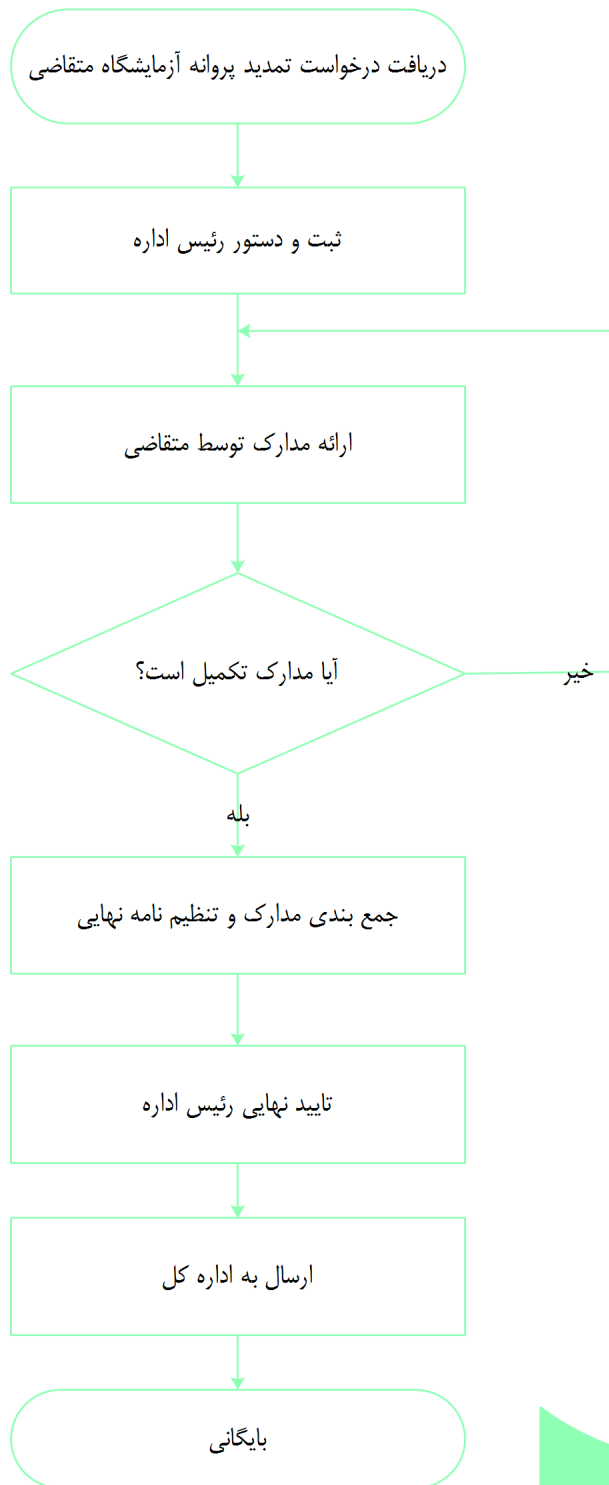 دریافت درخواست تمدید پروانه آزمایشگاه متقاضی
ثبت و دستور رئیس اداره
ارائه مدارک توسط متقاضی
آیا مدارک تکمیل است؟
خیر
بله
جمع بندی مدارک و تنظیم نامه نهایی
تایید نهایی رئیس اداره
ارسال به اداره کل
بایگانی